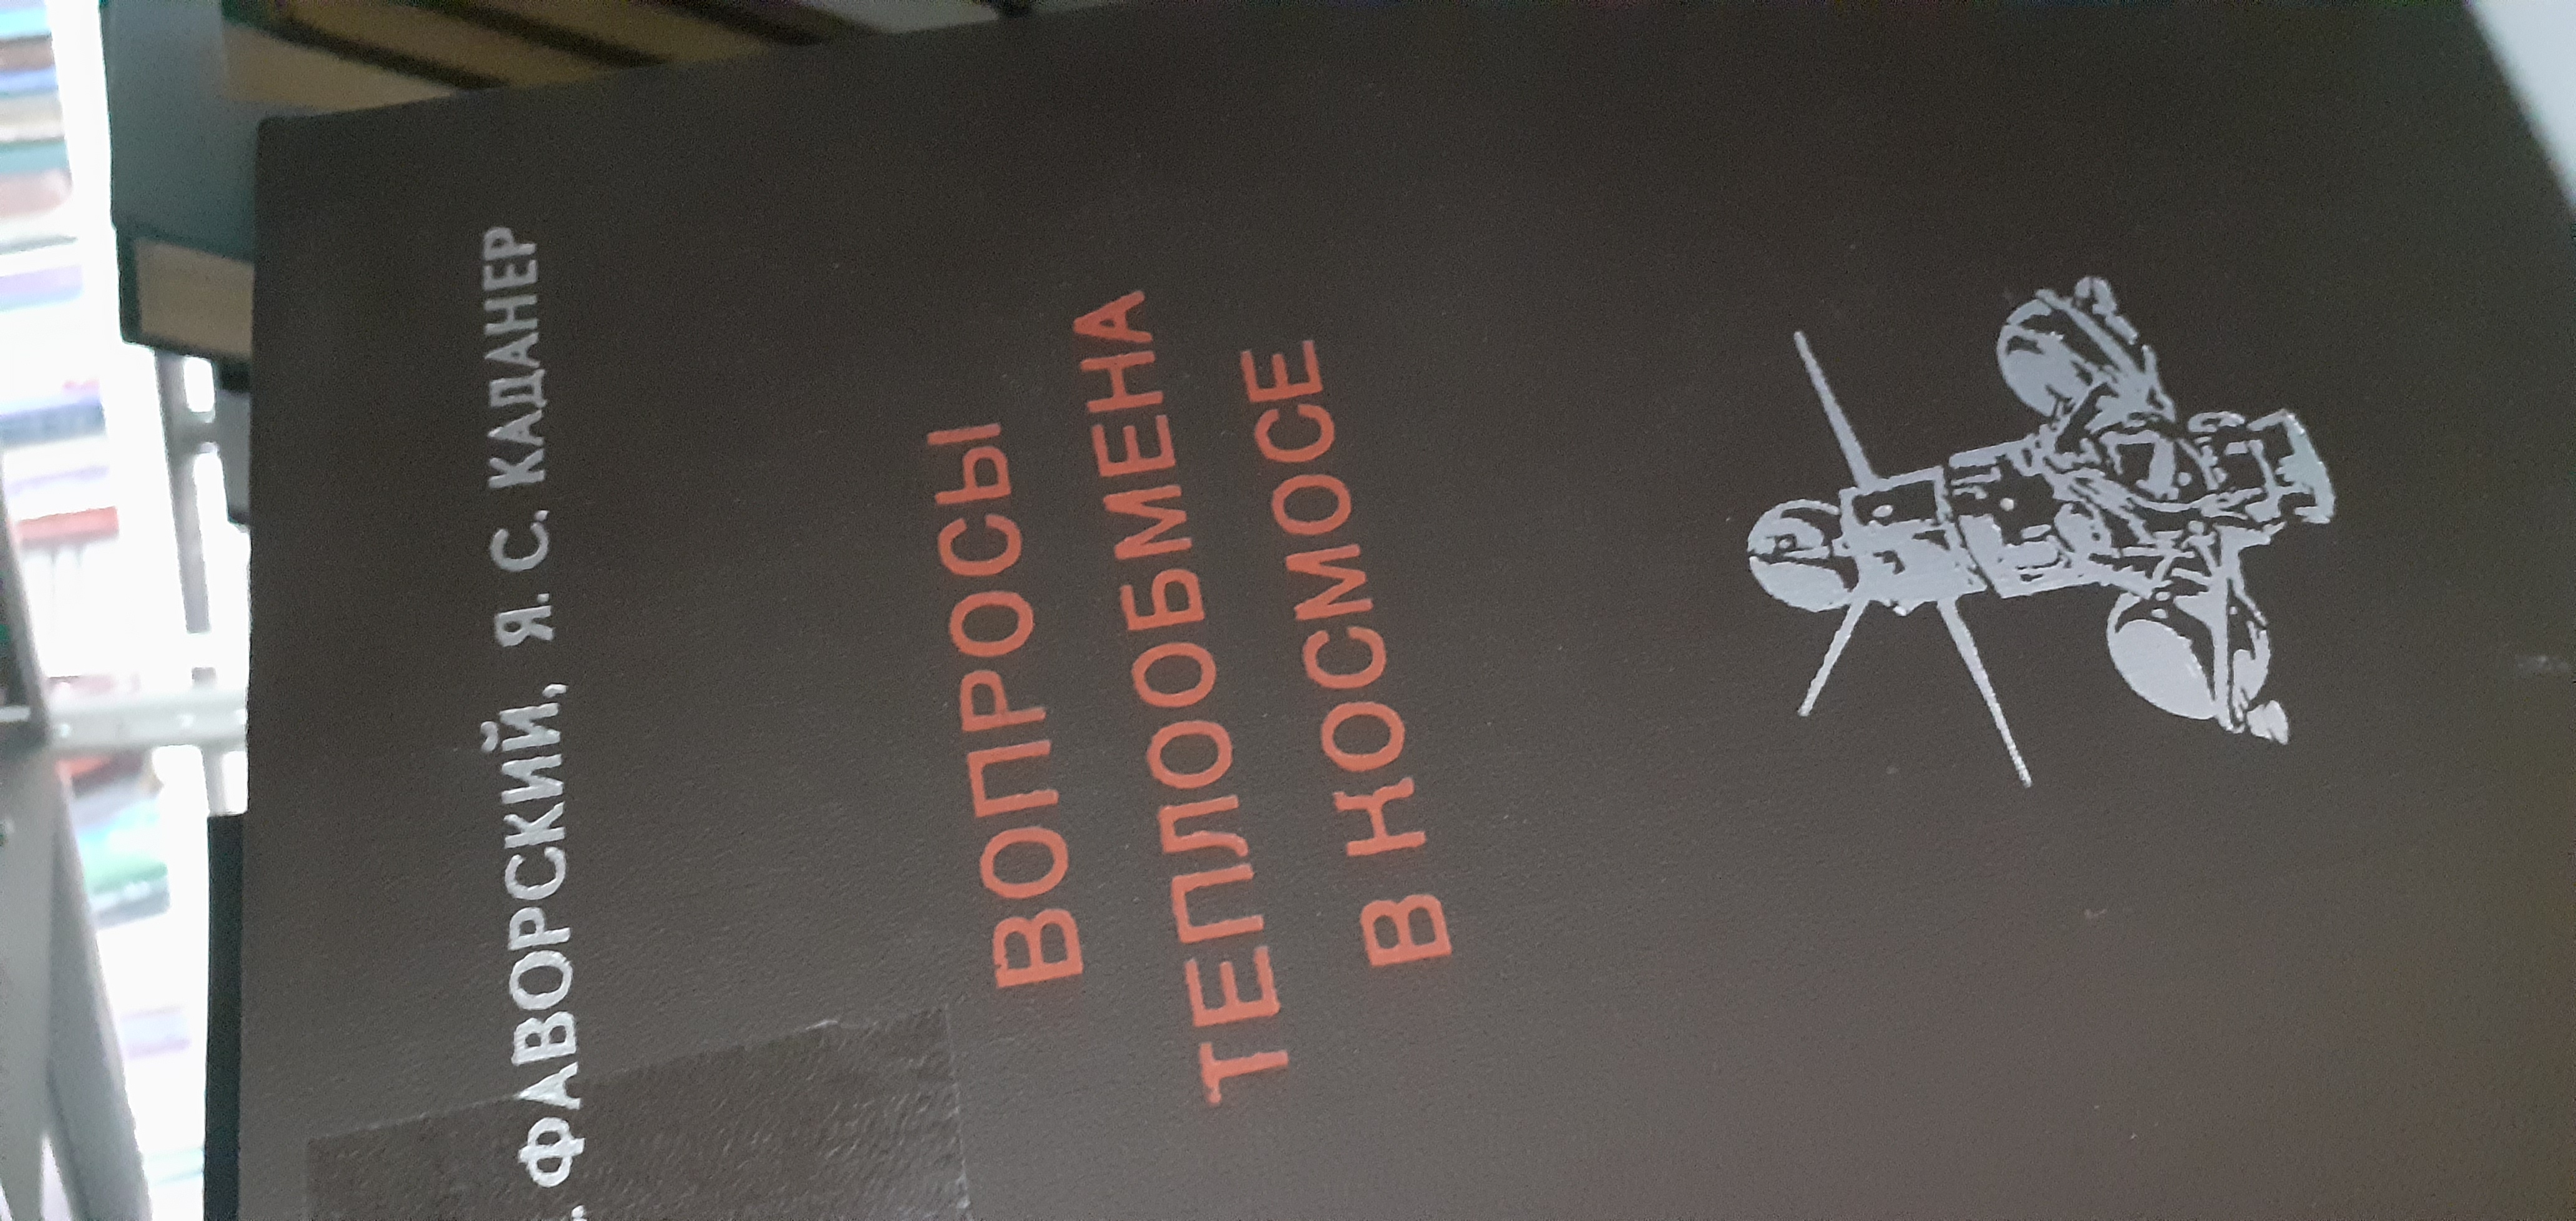 . ФАВОРСКИЙ, Я. С. КАДАНЕР
ВОПРОСЫ
ТЕПЛООБМЕНА
В КОСМОСЕ